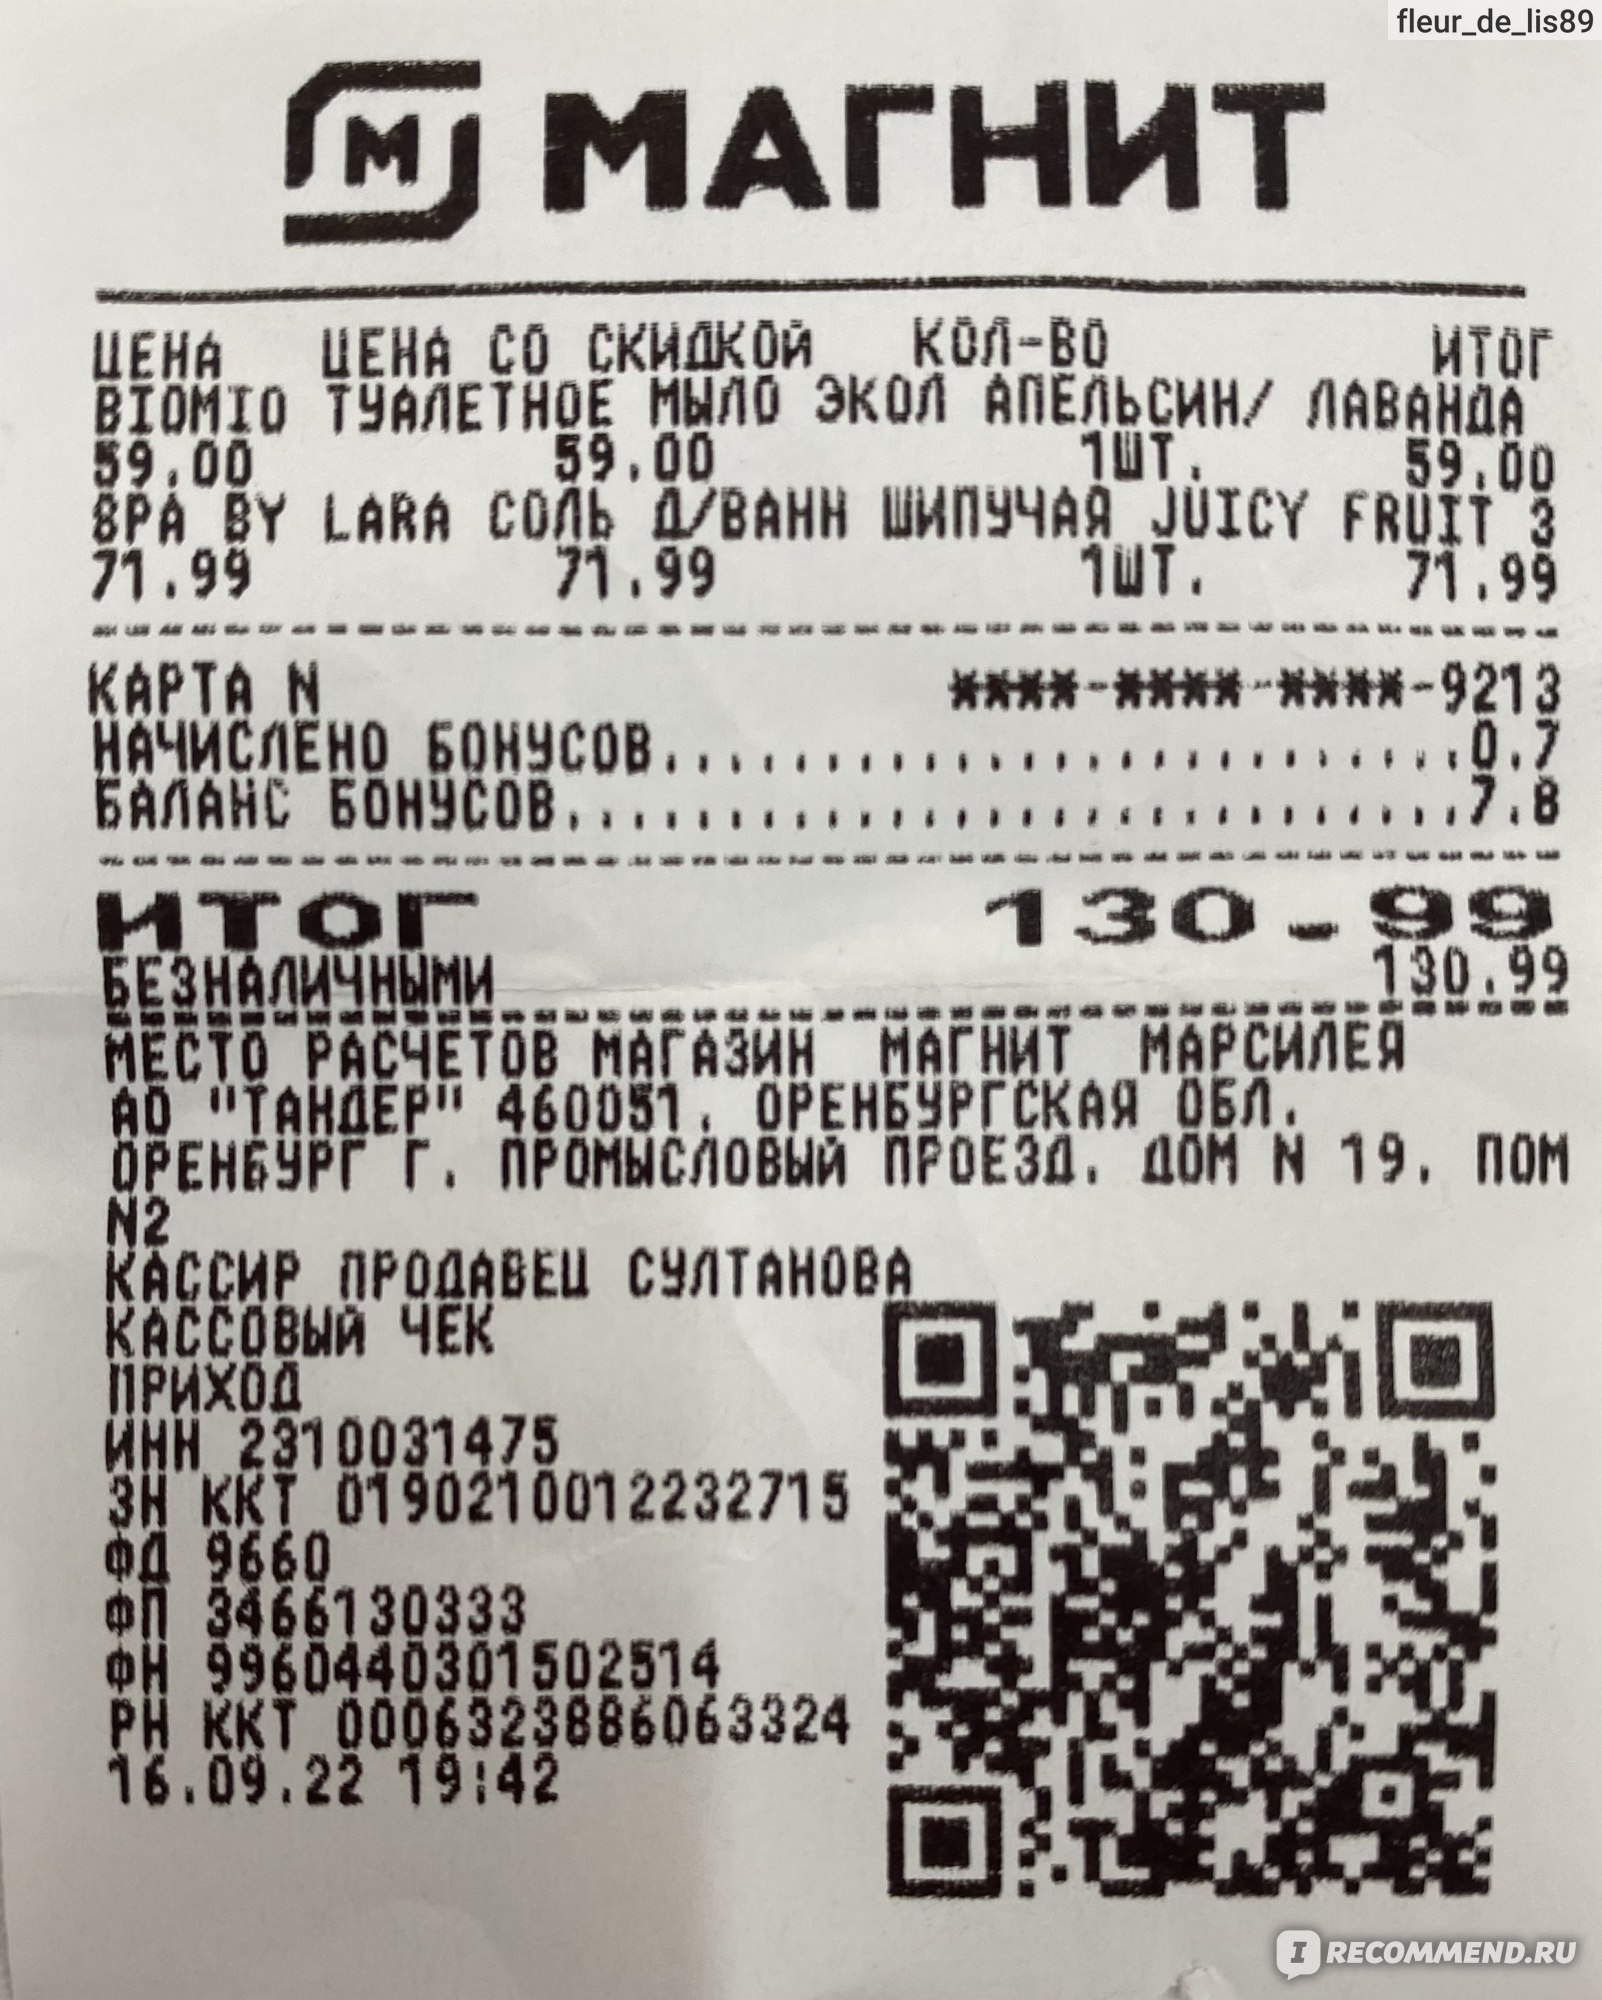 fleur_de_lis89
М МАГНИТ
ЦЕНА ЦЕНА СО СКИДКОЙ КОЛ-ВО ИТОГ
BIOMIO ТУАЛЕТНОЕ МЫЛО ЭКОЛ АПЕЛЬСИН/ ЛАВАНДА
59.00 59.00 1ШТ. 59.00
8PA BY LARA СОЛЬ Д/ВАНН ШИПУЧАЯ JUICY FRUIT 3
71.99 71.99 1ШТ. 71.99
КАРТА N ****-****-****-9213
НАЧИСЛЕНО БОНУСОВ...........................0.7
БАЛАНС БОНУСОВ..............................7.8
ИТОГ 130.99
БЕЗНАЛИЧНЫМИ 130.99
МЕСТО РАСЧЕТОВ МАГАЗИН МАГНИТ МАРСИЛЕЯ
АО "ТАНДЕР" 460051, ОРЕНБУРГСКАЯ ОБЛ,
ОРЕНБУРГ Г, ПРОМЫСЛОВЫЙ ПРОЕЗД, ДОМ N 19, ПОМ
N2
КАССИР ПРОДАВЕЦ СУЛТАНОВА
КАССОВЫЙ ЧЕК
ПРИХОД
ИНН 2310031475
ЗН ККТ 0190210012232715
ФД 9660
ФП 3466130333
ФН 9960440301502514
РН ККТ 0006323886063324
16.09.22 19:42
I RECOMMEND.RU